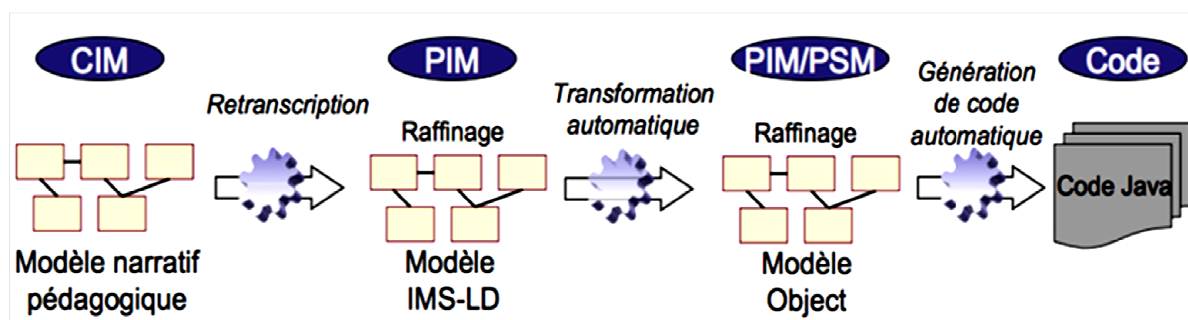 CIM
Retranscription
PIM
Raffinage
Transformation
automatique
PIM/PSM
Raffinage
Génération
de code
automatique
Code
Code Java
Modèle narratif
pédagogique
Modèle
IMS-LD
Modèle
Object